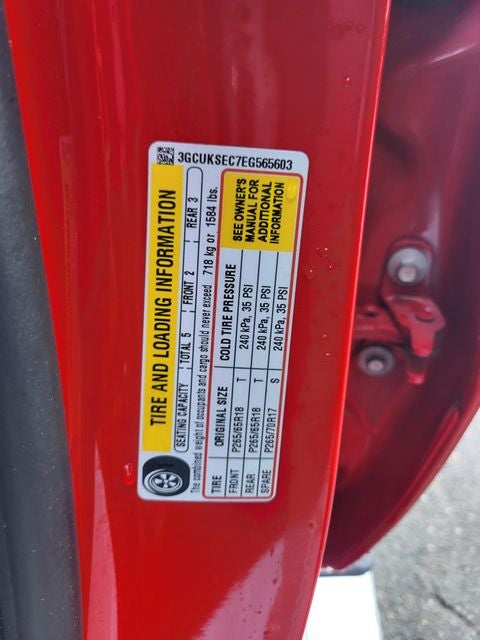 3GCUKSEC7EG565603
TIRE AND LOADING INFORMATION
SEATING CAPACITY TOTAL 5 FRONT 2 REAR 3
The combined weight of occupants and cargo should never exceed 718 kg or 1584 lbs.
TIRE ORIGINAL SIZE COLD TIRE PRESSURE
FRONT P265/65R18 T 240 kPa, 35 PSI
REAR P265/65R18 T 240 kPa, 35 PSI
SPARE P265/70R17 S 240 kPa, 35 PSI
SEE OWNER'S
MANUAL FOR
ADDITIONAL
INFORMATION